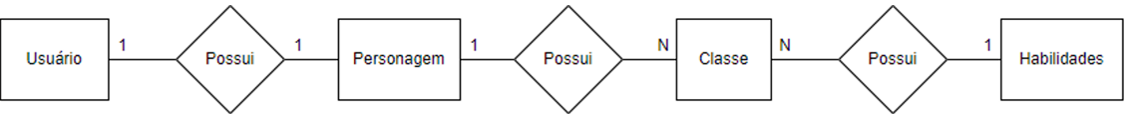 Usuário 1 Possui 1 Personagem 1 Possui N Classe N Possui 1 Habilidades